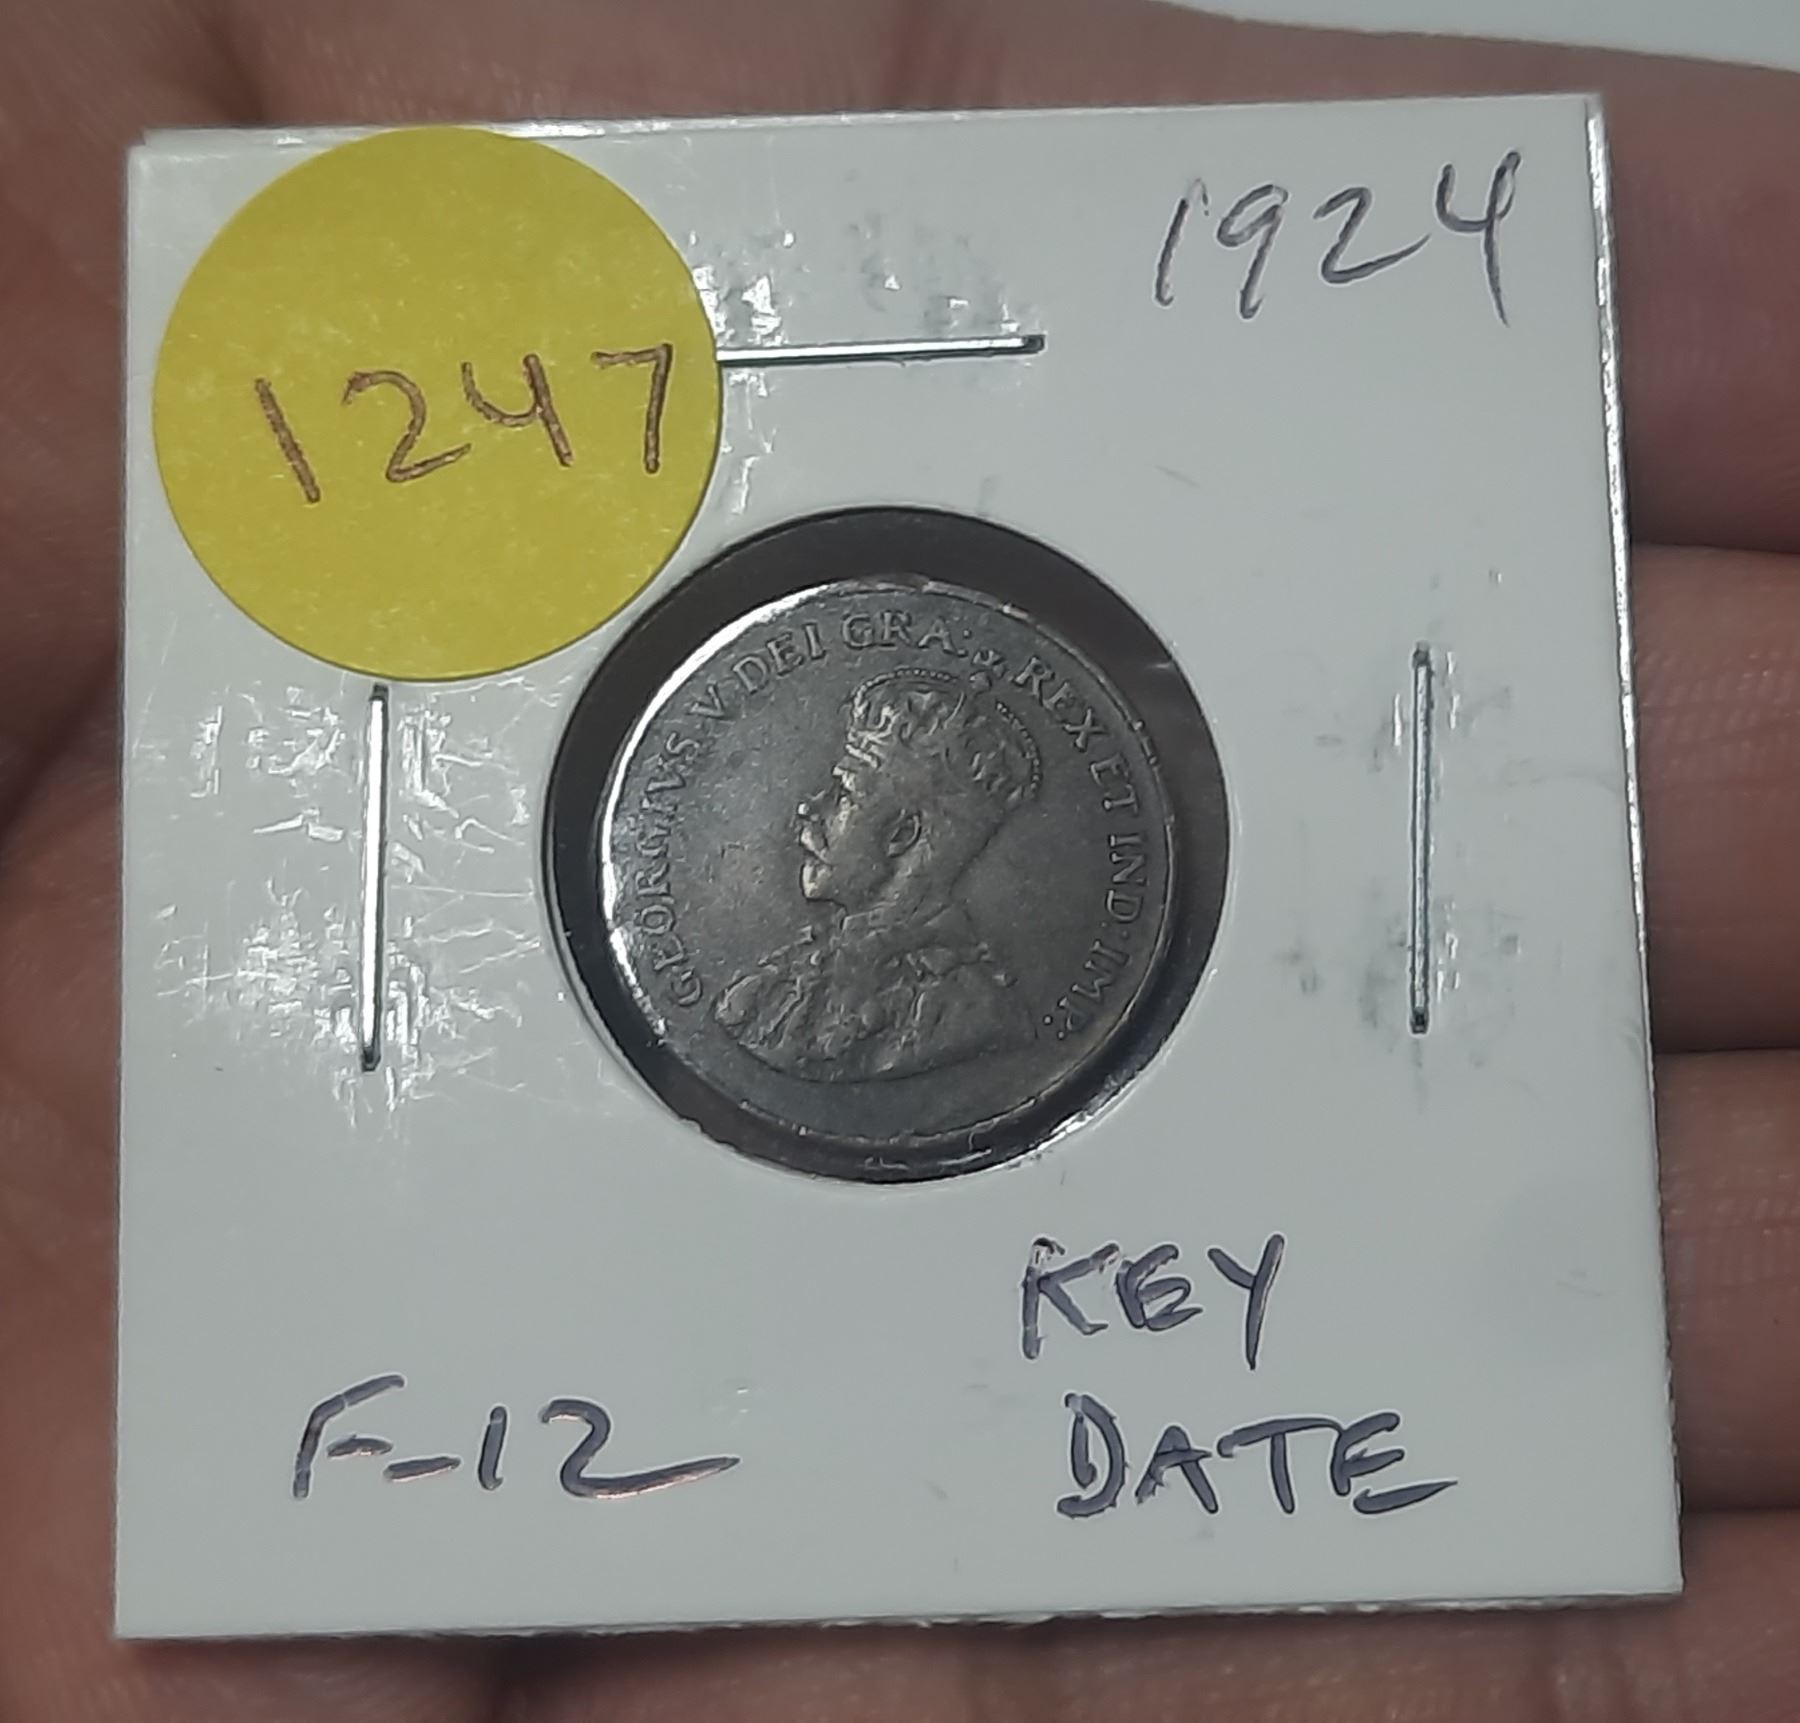 1924
1247
GEORGIVS V DEI GRA: REX ET IND: IMP:
KEY
DATE
F-12